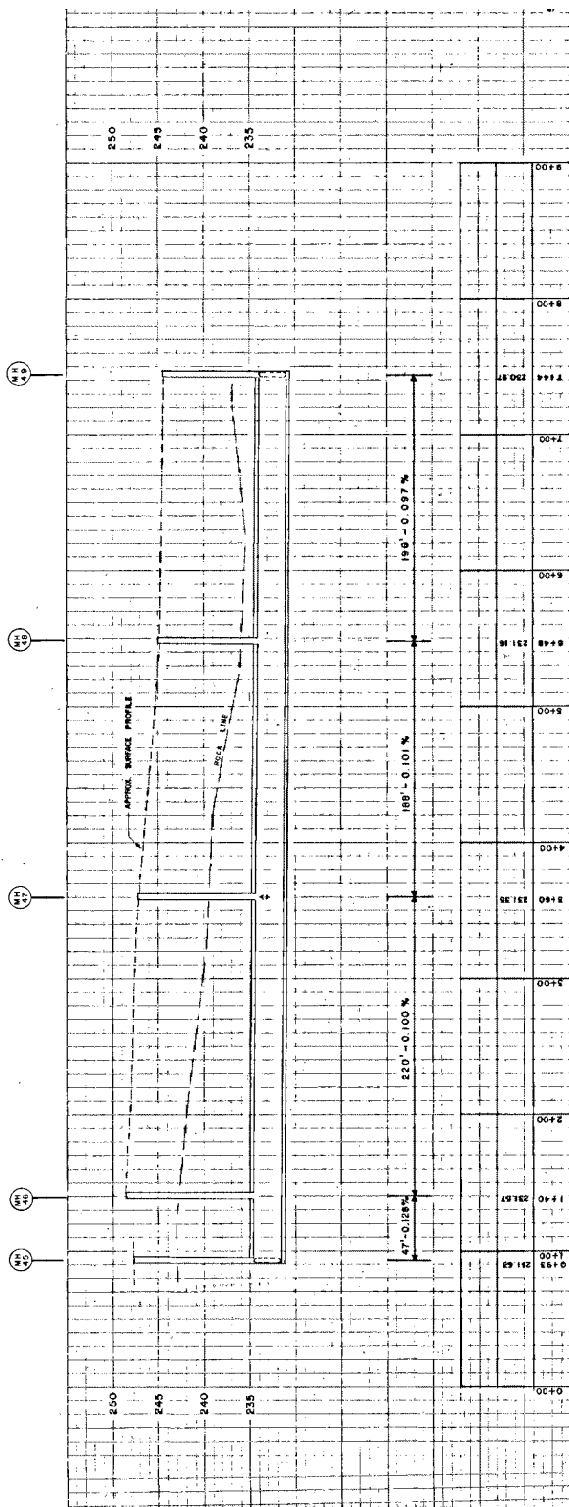 250
245
240
235
MH 49
MH 48
MH 47
MH 46
MH 45
APPROX. SURFACE PROFILE
ROCK LINE
196' - 0.097 %
188' - 0.101 %
220' - 0.100 %
47' - 0.128%
250
245
240
235
9+00
8+00
7+44 230.97
7+00
6+00
5+48 231.16
5+00
4+00
3+60 231.35
3+00
2+00
1+40 231.57
1+00
0+93 231.63
0+00